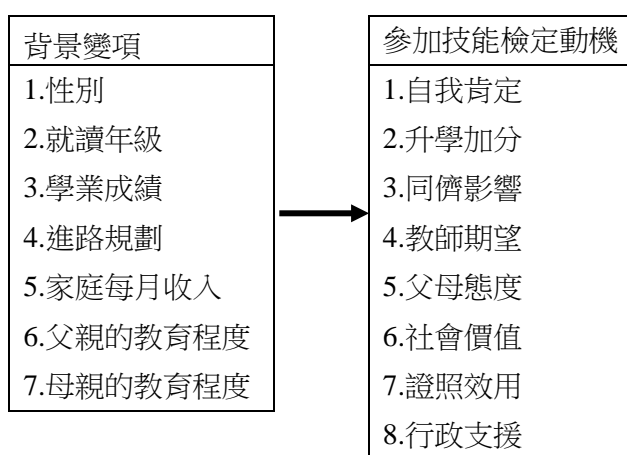 背景變項
1.性別
2.就讀年級
3.學業成績
4.進路規劃
5.家庭每月收入
6.父親的教育程度
7.母親的教育程度
參加技能檢定動機
1.自我肯定
2.升學加分
3.同儕影響
4.教師期望
5.父母態度
6.社會價值
7.證照效用
8.行政支援